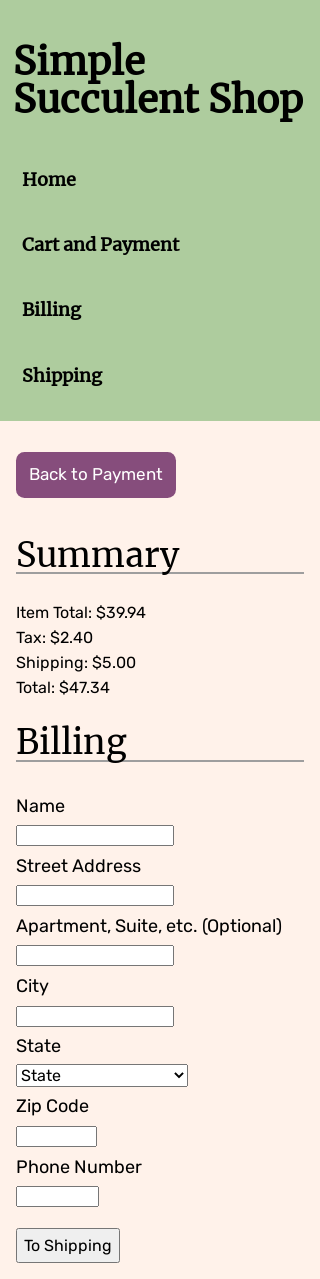 Simple
Succulent Shop
Home
Cart and Payment
Billing
Shipping
Back to Payment
Summary
Item Total: $39.94
Tax: $2.40
Shipping: $5.00
Total: $47.34
Billing
Name
Street Address
Apartment, Suite, etc. (Optional)
City
State
State
Zip Code
Phone Number
To Shipping